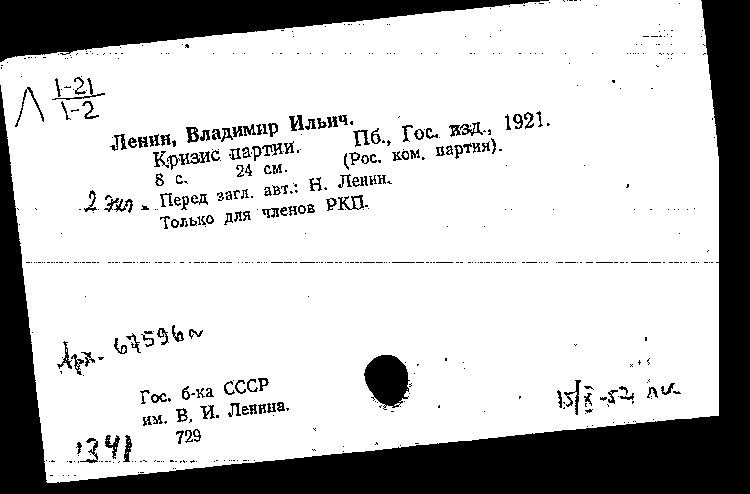 Л 1-21
1-2
Ленин, Владимир Ильич.
Кризис партии. Пб., Гос. изд., 1921.
8 с. 24 см. (Рос. ком. партия).
2 экз. Перед загл. авт.: Н. Ленин.
Только для членов РКП.
Арх. 67596
Гос. б-ка СССР
им. В. И. Ленина.
729
1341
15/X-52